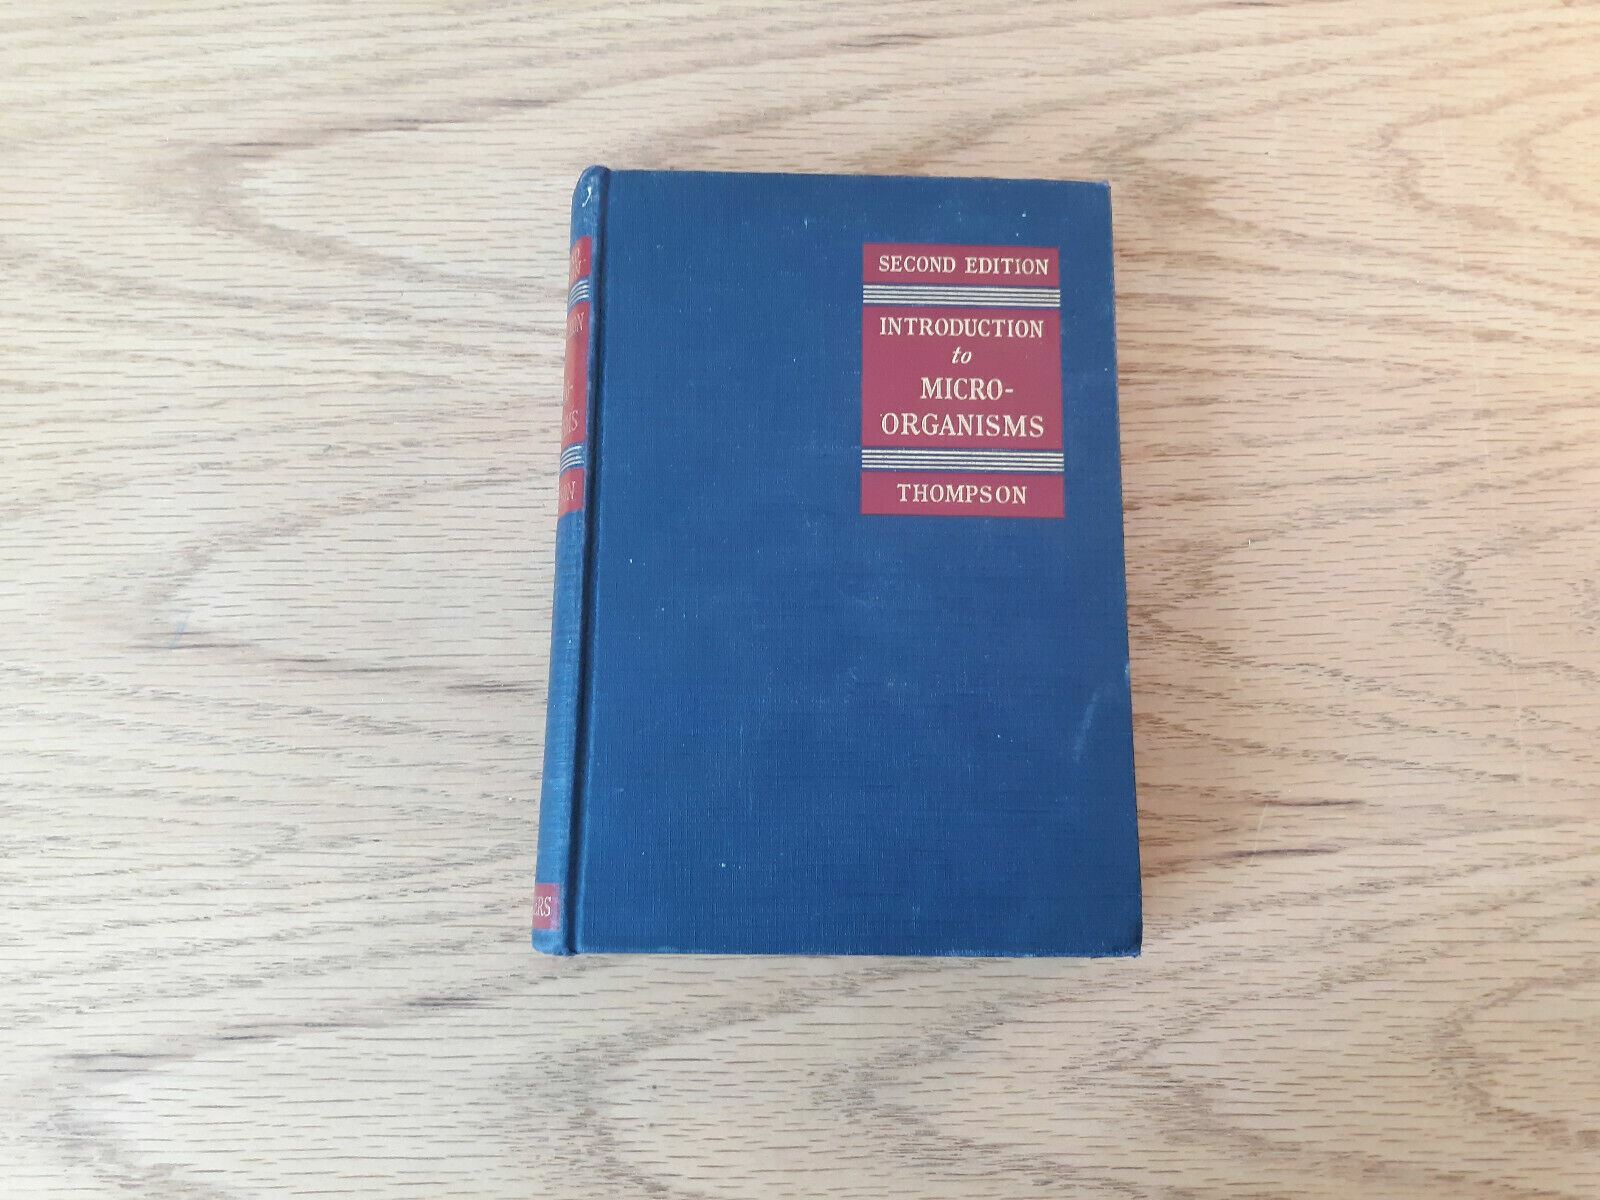 SECOND EDITION
INTRODUCTION
to
MICRO-
ORGANISMS
THOMPSON